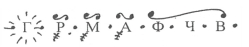 Г · Р · М · А · Ф · Ч · В ·